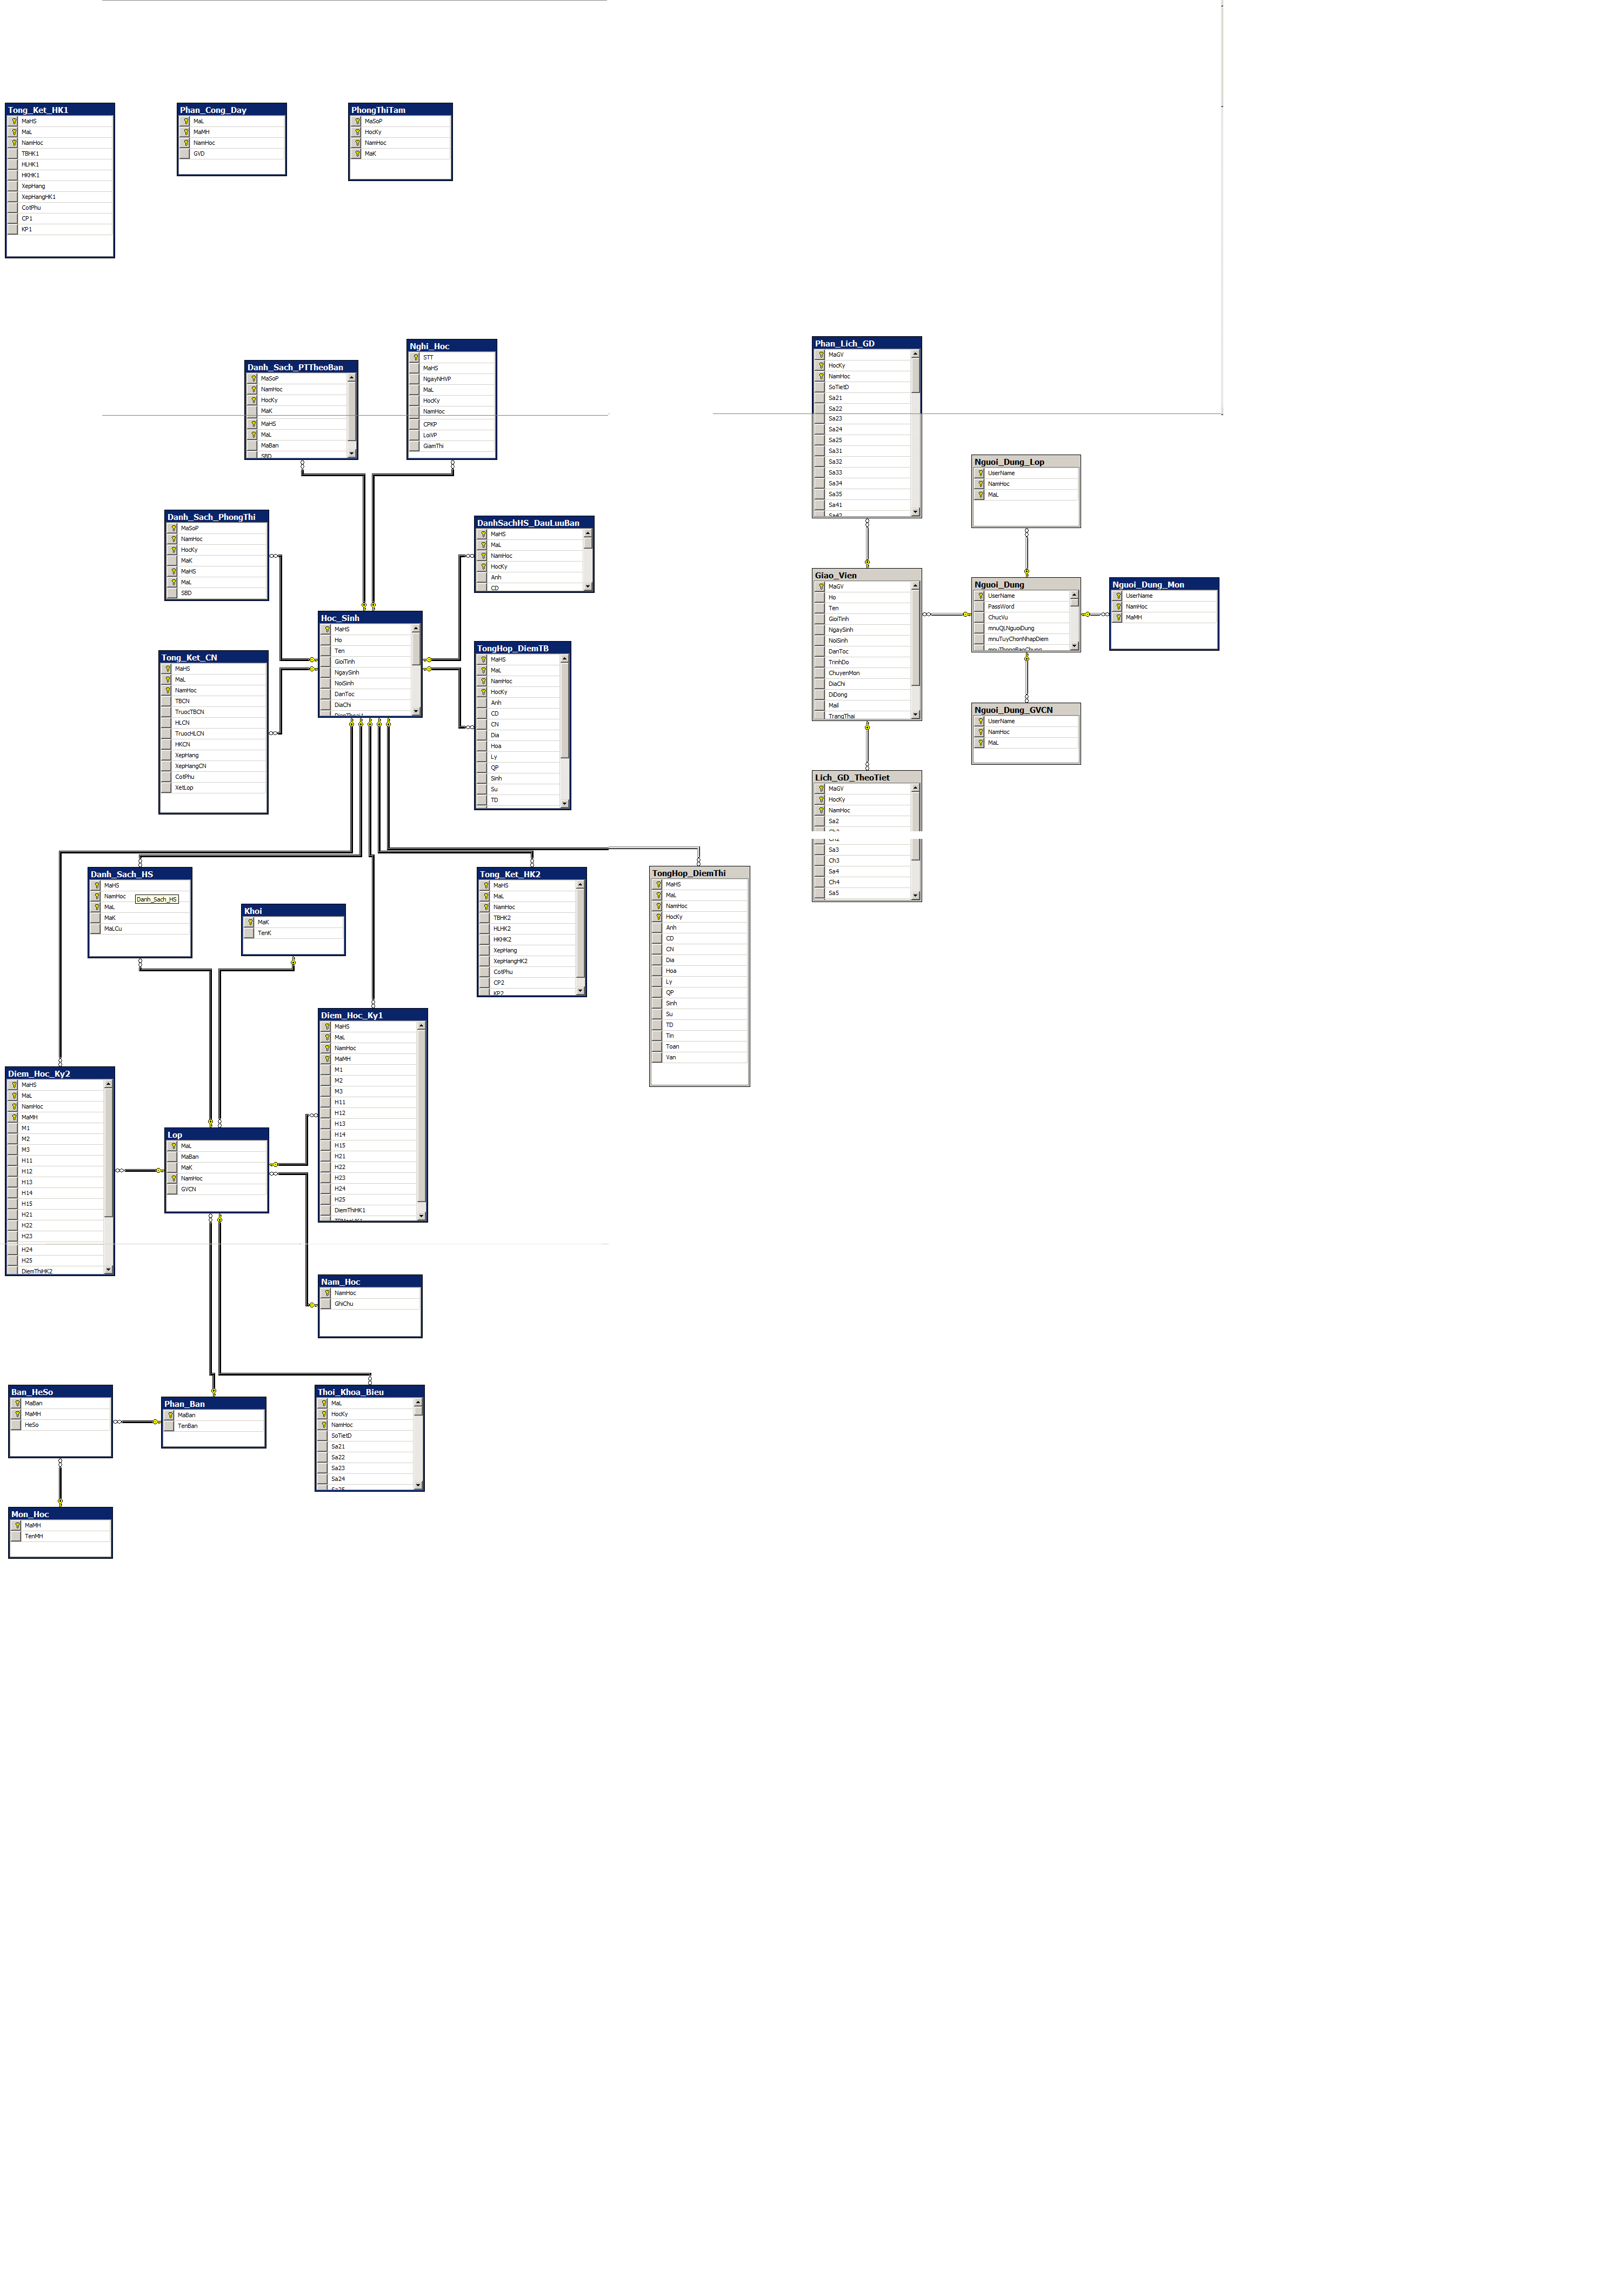 Tong_Ket_HK1
MaHS
MaL
NamHoc
TBHK1
HLHK1
HKHK1
XepHang
XepHangHK1
CotPhu
CP1
KP1
Phan_Cong_Day
MaL
MaMH
NamHoc
GVD
PhongThiTam
MaSoP
HocKy
NamHoc
MaK
Danh_Sach_PTTheoBan
MaSoP
NamHoc
HocKy
MaK
MaHS
MaL
MaBan
SBD
Nghi_Hoc
STT
MaHS
NgayNHVP
MaL
HocKy
NamHoc
CPKP
LoiVP
GiamThi
Phan_Lich_GD
MaGV
HocKy
NamHoc
SoTietD
Sa21
Sa22
Sa23
Sa24
Sa25
Sa31
Sa32
Sa33
Sa34
Sa35
Sa41
Sa42
Nguoi_Dung_Lop
UserName
NamHoc
MaL
Danh_Sach_PhongThi
MaSoP
NamHoc
HocKy
MaK
MaHS
MaL
SBD
DanhSachHS_DauLuuBan
MaHS
MaL
NamHoc
HocKy
Anh
CD
Giao_Vien
MaGV
Ho
Ten
GioiTinh
NgaySinh
NoiSinh
DanToc
TrinhDo
ChuyenMon
DiaChi
DiDong
Mail
TrangThai
Nguoi_Dung
UserName
PassWord
ChucVu
mnuQLNguoiDung
mnuTuyChonNhapDiem
mnuThongBaoChung
Nguoi_Dung_Mon
UserName
NamHoc
MaMH
Hoc_Sinh
MaHS
Ho
Ten
GioiTinh
NgaySinh
NoiSinh
DanToc
DiaChi
Tong_Ket_CN
MaHS
MaL
NamHoc
TBCN
TruocTBCN
HLCN
TruocHLCN
HKCN
XepHang
XepHangCN
CotPhu
XetLop
TongHop_DiemTB
MaHS
MaL
NamHoc
HocKy
Anh
CD
CN
Dia
Hoa
Ly
QP
Sinh
Su
TD
Nguoi_Dung_GVCN
UserName
NamHoc
MaL
Lich_GD_TheoTiet
MaGV
HocKy
NamHoc
Sa2
Ch2
Ch2
Sa3
Ch3
Sa4
Ch4
Sa5
Danh_Sach_HS
MaHS
NamHoc
Danh_Sach_HS
MaL
MaK
MaLCu
Khoi
MaK
TenK
Tong_Ket_HK2
MaHS
MaL
NamHoc
TBHK2
HLHK2
HKHK2
XepHang
XepHangHK2
CotPhu
CP2
KP2
TongHop_DiemThi
MaHS
MaL
NamHoc
HocKy
Anh
CD
CN
Dia
Hoa
Ly
QP
Sinh
Su
TD
Tin
Toan
Van
Diem_Hoc_Ky1
MaHS
MaL
NamHoc
MaMH
M1
M2
M3
H11
H12
H13
H14
H15
H21
H22
H23
H24
H25
DiemThiHK1
Diem_Hoc_Ky2
MaHS
MaL
NamHoc
MaMH
M1
M2
M3
H11
H12
H13
H14
H15
H21
H22
H23
H24
H25
DiemThiHK2
Lop
MaL
MaBan
MaK
NamHoc
GVCN
Nam_Hoc
NamHoc
GhiChu
Ban_HeSo
MaBan
MaMH
HeSo
Phan_Ban
MaBan
TenBan
Thoi_Khoa_Bieu
MaL
HocKy
NamHoc
SoTietD
Sa21
Sa22
Sa23
Sa24
Sa25
Mon_Hoc
MaMH
TenMH